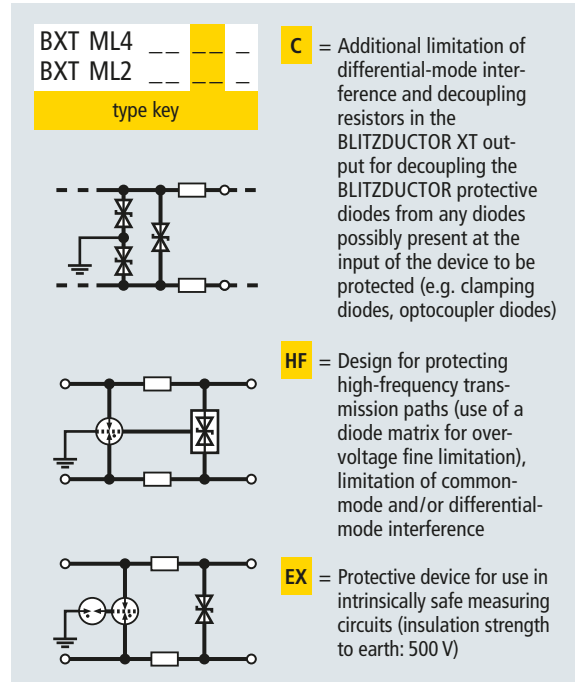 BXT ML4 _ _ _ _ _
BXT ML2 _ _ _ _ _
type key
C = Additional limitation of
differential-mode inter-
ference and decoupling
resistors in the
BLITZDUCTOR XT out-
put for decoupling the
BLITZDUCTOR protective
diodes from any diodes
possibly present at the
input of the device to be
protected (e.g. clamping
diodes, optocoupler diodes)
HF = Design for protecting
high-frequency trans-
mission paths (use of a
diode matrix for over-
voltage fine limitation),
limitation of common-
mode and/or differential-
mode interference
EX = Protective device for use in
intrinsically safe measuring
circuits (insulation strength
to earth: 500 V)